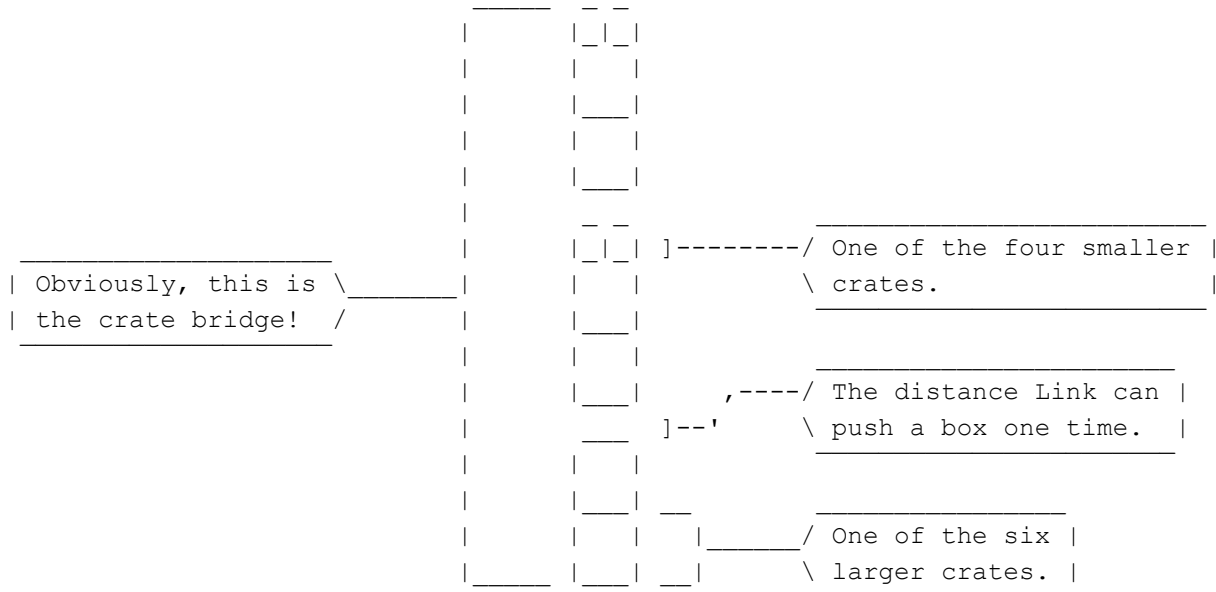 One of the four smaller
crates.
Obviously, this is
the crate bridge!
The distance Link can
push a box one time.
One of the six
larger crates.